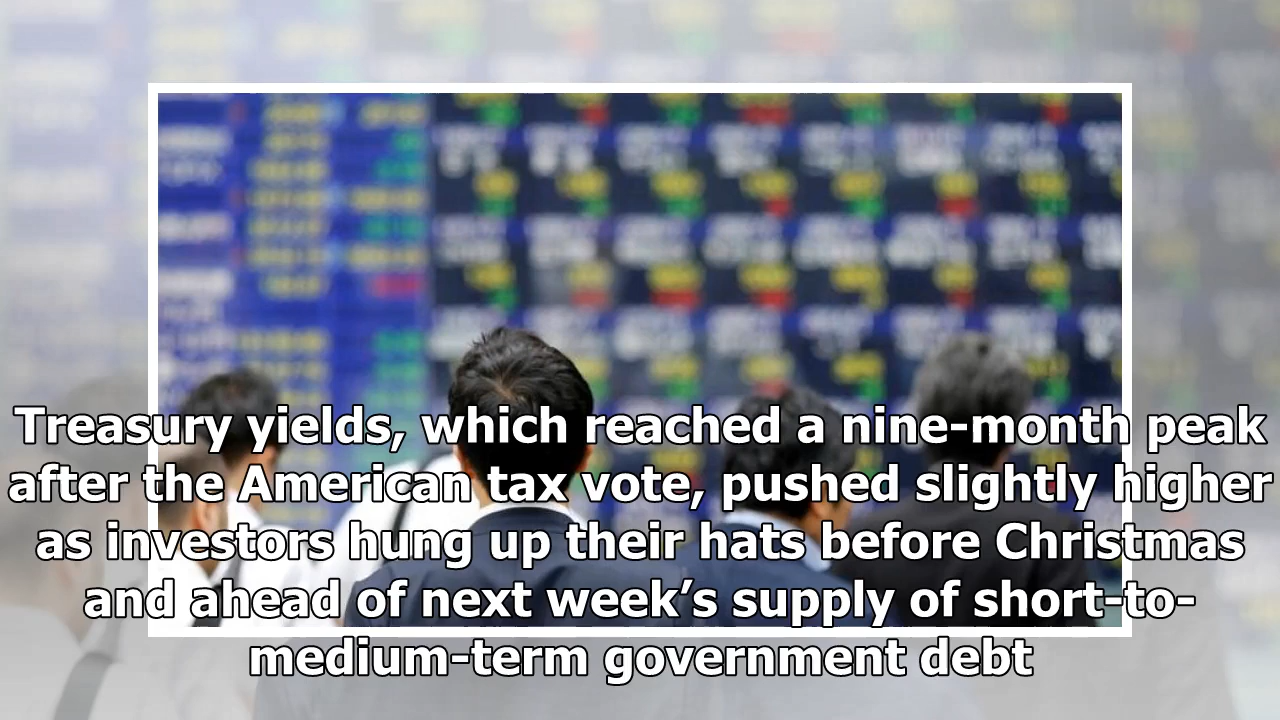 Treasury yields, which reached a nine-month peak
after the American tax vote, pushed slightly higher
as investors hung up their hats before Christmas
and ahead of next week’s supply of short-to-
medium-term government debt